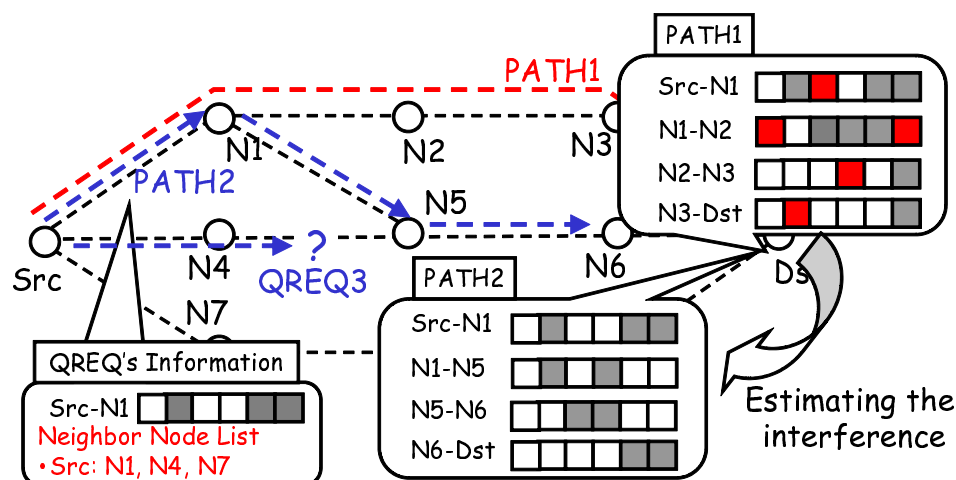 PATH1
PATH1
Src-N1
N1-N2
N2-N3
N3-Dst
N1
N2
N3
PATH2
N5
Src
N4
?
QREQ3
N6
Ds
N7
PATH2
Src-N1
N1-N5
N5-N6
N6-Dst
QREQ's Information
Src-N1
Neighbor Node List
•Src: N1, N4, N7
Estimating the
interference